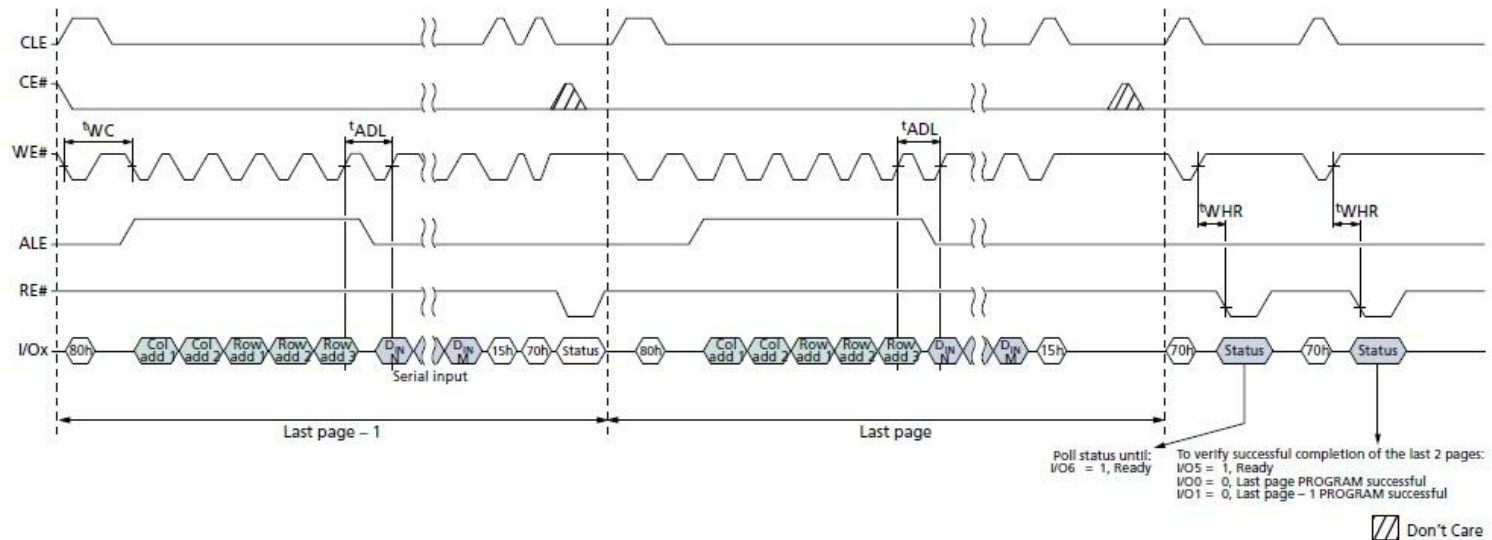 CLE
CE#
tWC
tADL
tADL
WE#
tWHR
tWHR
ALE
RE#
I/Ox
80h
Col add 1
Col add 2
Row add 1
Row add 2
Row add 3
DIN N
DIN M
15h
70h
Status
80h
Col add 1
Col add 2
Row add 1
Row add 2
Row add 3
DIN N
DIN M
15h
70h
Status
70h
Status
Serial input
Last page – 1
Last page
Poll status until:
I/O6 = 1, Ready
To verify successful completion of the last 2 pages:
I/O5 = 1, Ready
I/O0 = 0, Last page PROGRAM successful
I/O1 = 0, Last page – 1 PROGRAM successful
Don't Care